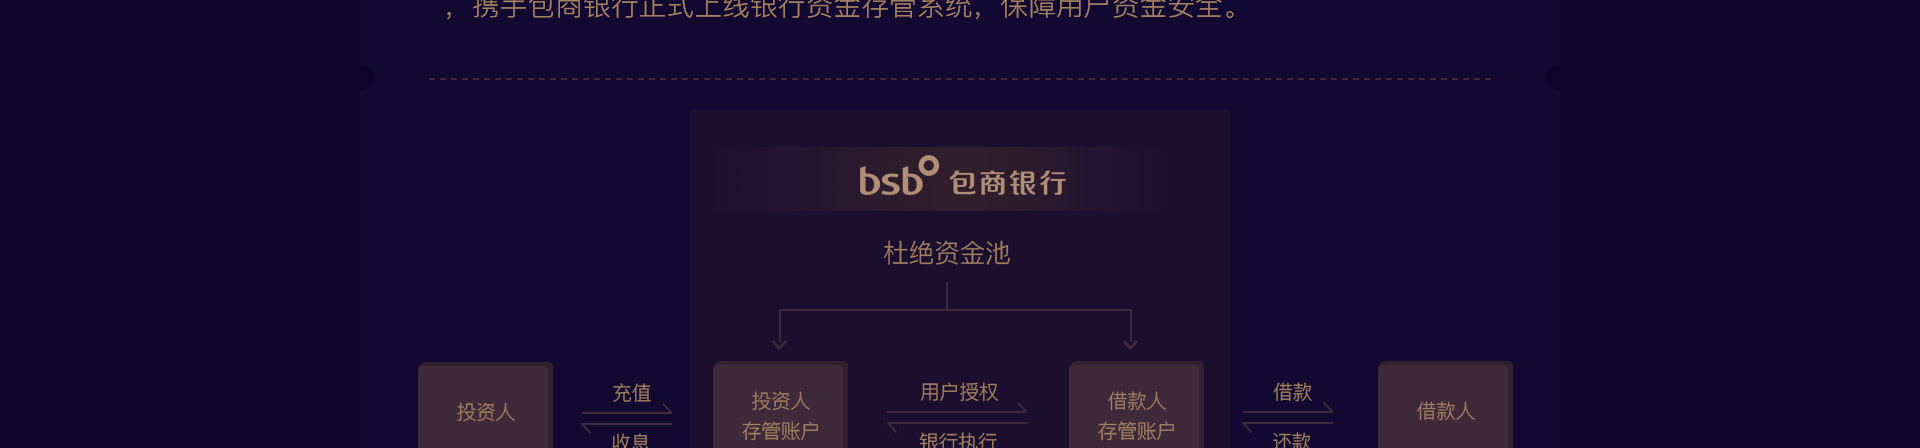 ，携手包商银行正式上线银行资金存管系统，保障用户资金安全。
bsb 包商银行
杜绝资金池
投资人
充值
收息
投资人
存管账户
用户授权
银行执行
借款人
存管账户
借款
还款
借款人